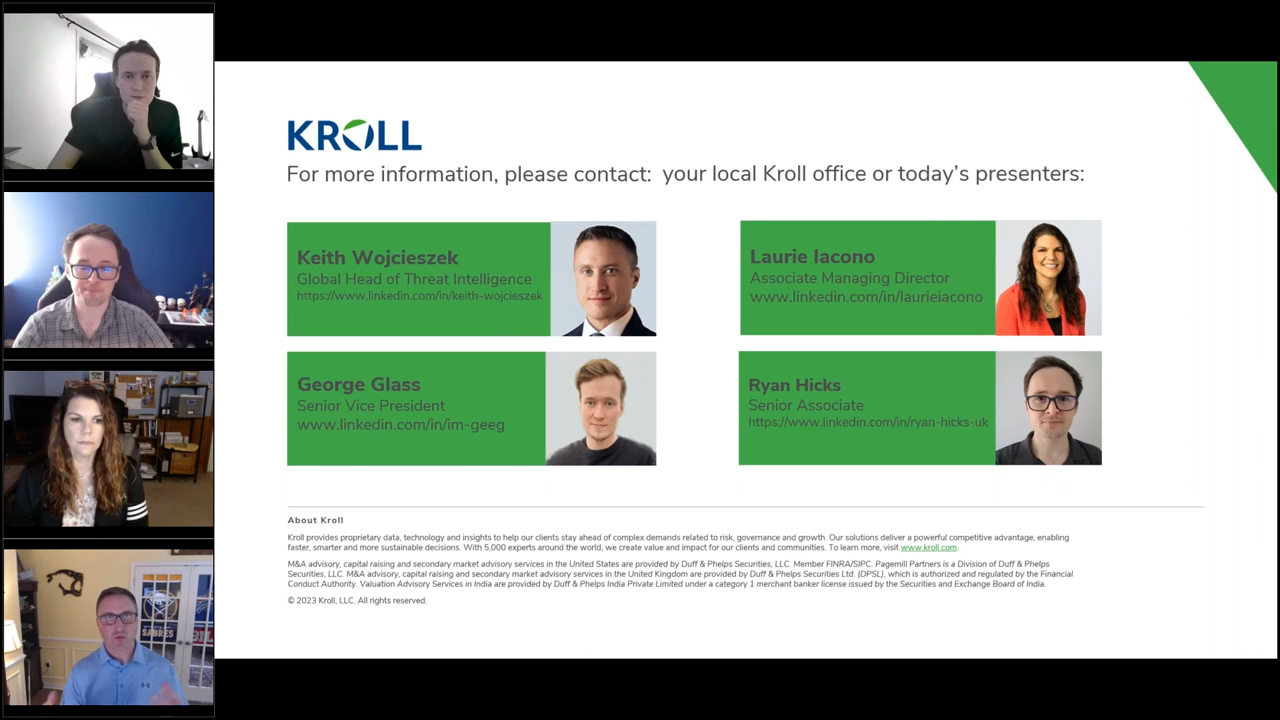 KROLL
For more information, please contact: your local Kroll office or today's presenters:
Keith Wojcieszek
Global Head of Threat Intelligence
https://www.linkedin.com/in/keith-wojcieszek
Laurie Iacono
Associate Managing Director
www.linkedin.com/in/laurieiacono
George Glass
Senior Vice President
www.linkedin.com/in/im-geeg
Ryan Hicks
Senior Associate
https://www.linkedin.com/in/ryan-hicks-uk
About Kroll
Kroll provides proprietary data, technology and insights to help our clients stay ahead of complex demands related to risk, governance and growth. Our solutions deliver a powerful competitive advantage, enabling
faster, smarter and more sustainable decisions. With 5,000 experts around the world, we create value and impact for our clients and communities. To learn more, visit www.kroll.com.
M&A advisory, capital raising and secondary market advisory services in the United States are provided by Duff & Phelps Securities, LLC. Member FINRA/SIPC. Pagemill Partners is a Division of Duff & Phelps
Securities, LLC. M&A advisory, capital raising and secondary market advisory services in the United Kingdom are provided by Duff & Phelps Securities Ltd. (DPSL), which is authorized and regulated by the Financial
Conduct Authority. Valuation Advisory Services in India are provided by Duff & Phelps India Private Limited under a category 1 merchant banker license issued by the Securities and Exchange Board of India.
© 2023 Kroll, LLC. All rights reserved.
SABRES